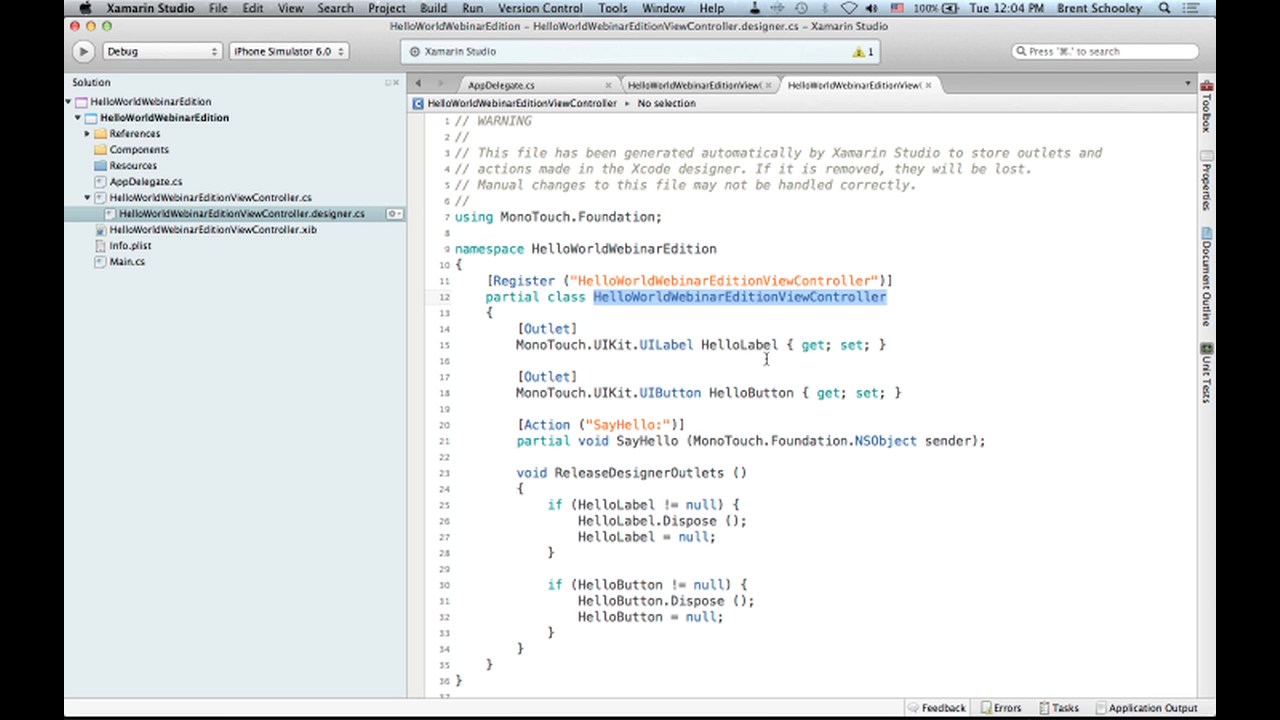 Xamarin Studio File Edit View Search Project Build Run Version Control Tools Window Help 100% Tue 12:04 PM Brent Schooley
HelloWorldWebinarEdition – HelloWorldWebinarEditionViewController.designer.cs – Xamarin Studio
Debug iPhone Simulator 6.0 Xamarin Studio 1 Press '⌘.' to search
Solution
HelloWorldWebinarEdition
HelloWorldWebinarEdition
References
Components
Resources
AppDelegate.cs
HelloWorldWebinarEditionViewController.cs
HelloWorldWebinarEditionViewController.designer.cs
HelloWorldWebinarEditionViewController.xib
Info.plist
Main.cs
AppDelegate.cs HelloWorldWebinarEditionView( HelloWorldWebinarEditionView(
HelloWorldWebinarEditionViewController No selection
1 // WARNING
2 //
3 // This file has been generated automatically by Xamarin Studio to store outlets and
4 // actions made in the Xcode designer. If it is removed, they will be lost.
5 // Manual changes to this file may not be handled correctly.
6 //
7 using MonoTouch.Foundation;
8
9 namespace HelloWorldWebinarEdition
10 {
11 [Register ("HelloWorldWebinarEditionViewController")]
12 partial class HelloWorldWebinarEditionViewController
13 {
14 [Outlet]
15 MonoTouch.UIKit.UILabel HelloLabel { get; set; }
16
17 [Outlet]
18 MonoTouch.UIKit.UIButton HelloButton { get; set; }
19
20 [Action ("SayHello:")]
21 partial void SayHello (MonoTouch.Foundation.NSObject sender);
22
23 void ReleaseDesignerOutlets ()
24 {
25 if (HelloLabel != null) {
26 HelloLabel.Dispose ();
27 HelloLabel = null;
28 }
29
30 if (HelloButton != null) {
31 HelloButton.Dispose ();
32 HelloButton = null;
33 }
34 }
35 }
36 }
37
Toolbox
Properties
Document Outline
Unit Tests
Feedback Errors Tasks Application Output